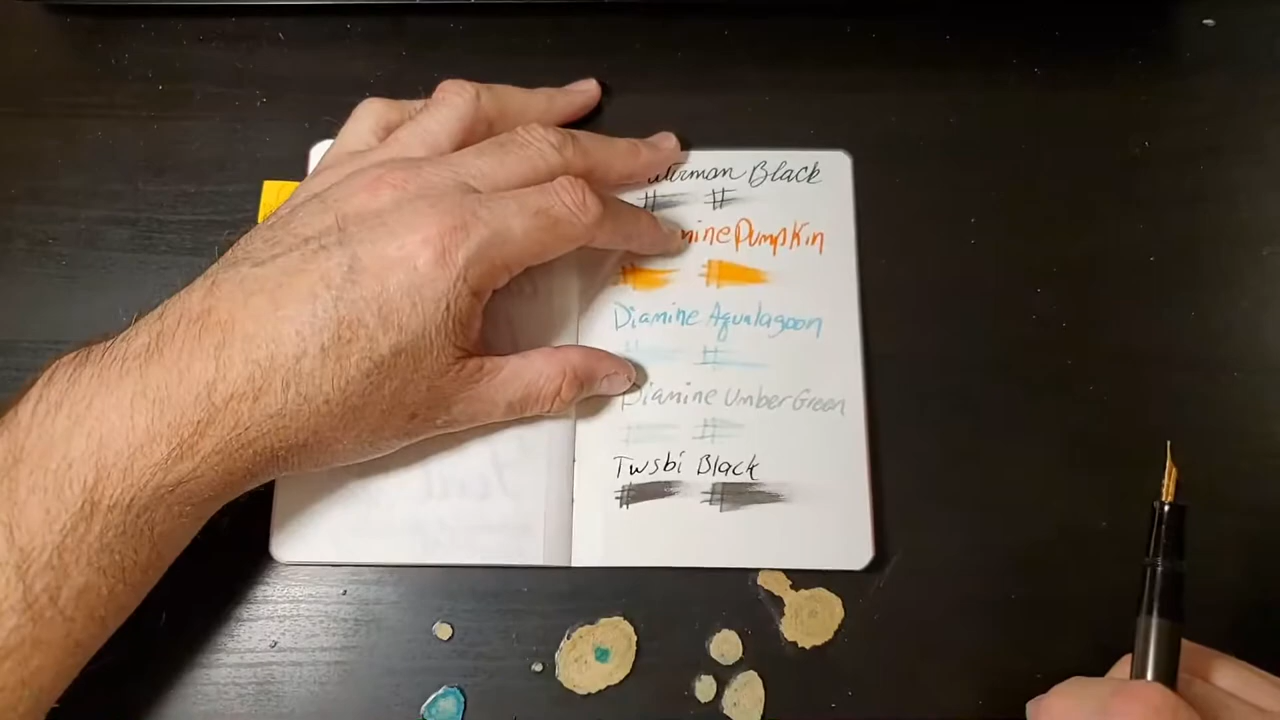 Black
Pumpkin
Diamine Aqualagoon
Diamine Umber Green
Twsbi Black